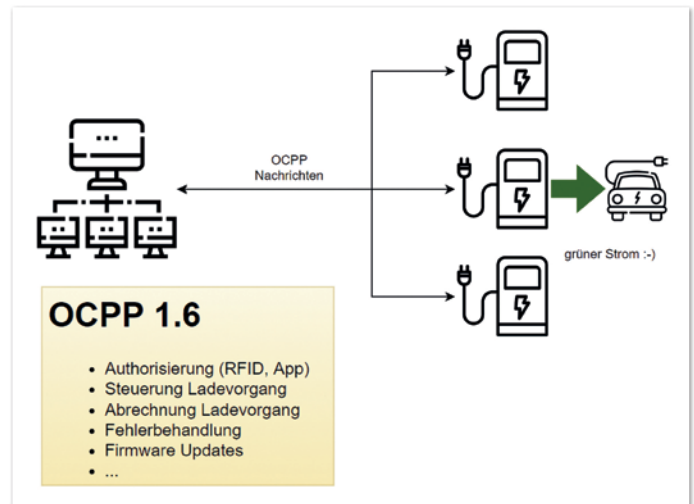 OCPP
Nachrichten
grüner Strom :-)
OCPP 1.6
• Authorisierung (RFID, App)
• Steuerung Ladevorgang
• Abrechnung Ladevorgang
• Fehlerbehandlung
• Firmware Updates
• ...